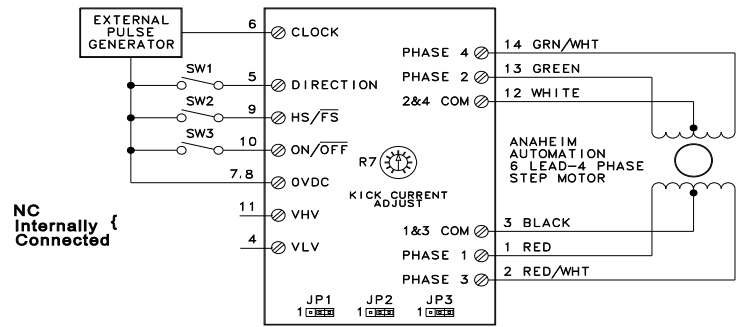 EXTERNAL
PULSE
GENERATOR
6
CLOCK
SW1
5
DIRECTION
SW2
9
HS/FS
SW3
10
ON/OFF
7,8
0VDC
NC
Internally {
Connected
11
VHV
4
VLV
R7
KICK CURRENT
ADJUST
JP1
1
JP2
1
JP3
1
PHASE 4
14 GRN/WHT
PHASE 2
13 GREEN
2&4 COM
12 WHITE
ANAHEIM
AUTOMATION
6 LEAD-4 PHASE
STEP MOTOR
1&3 COM
3 BLACK
PHASE 1
1 RED
PHASE 3
2 RED/WHT